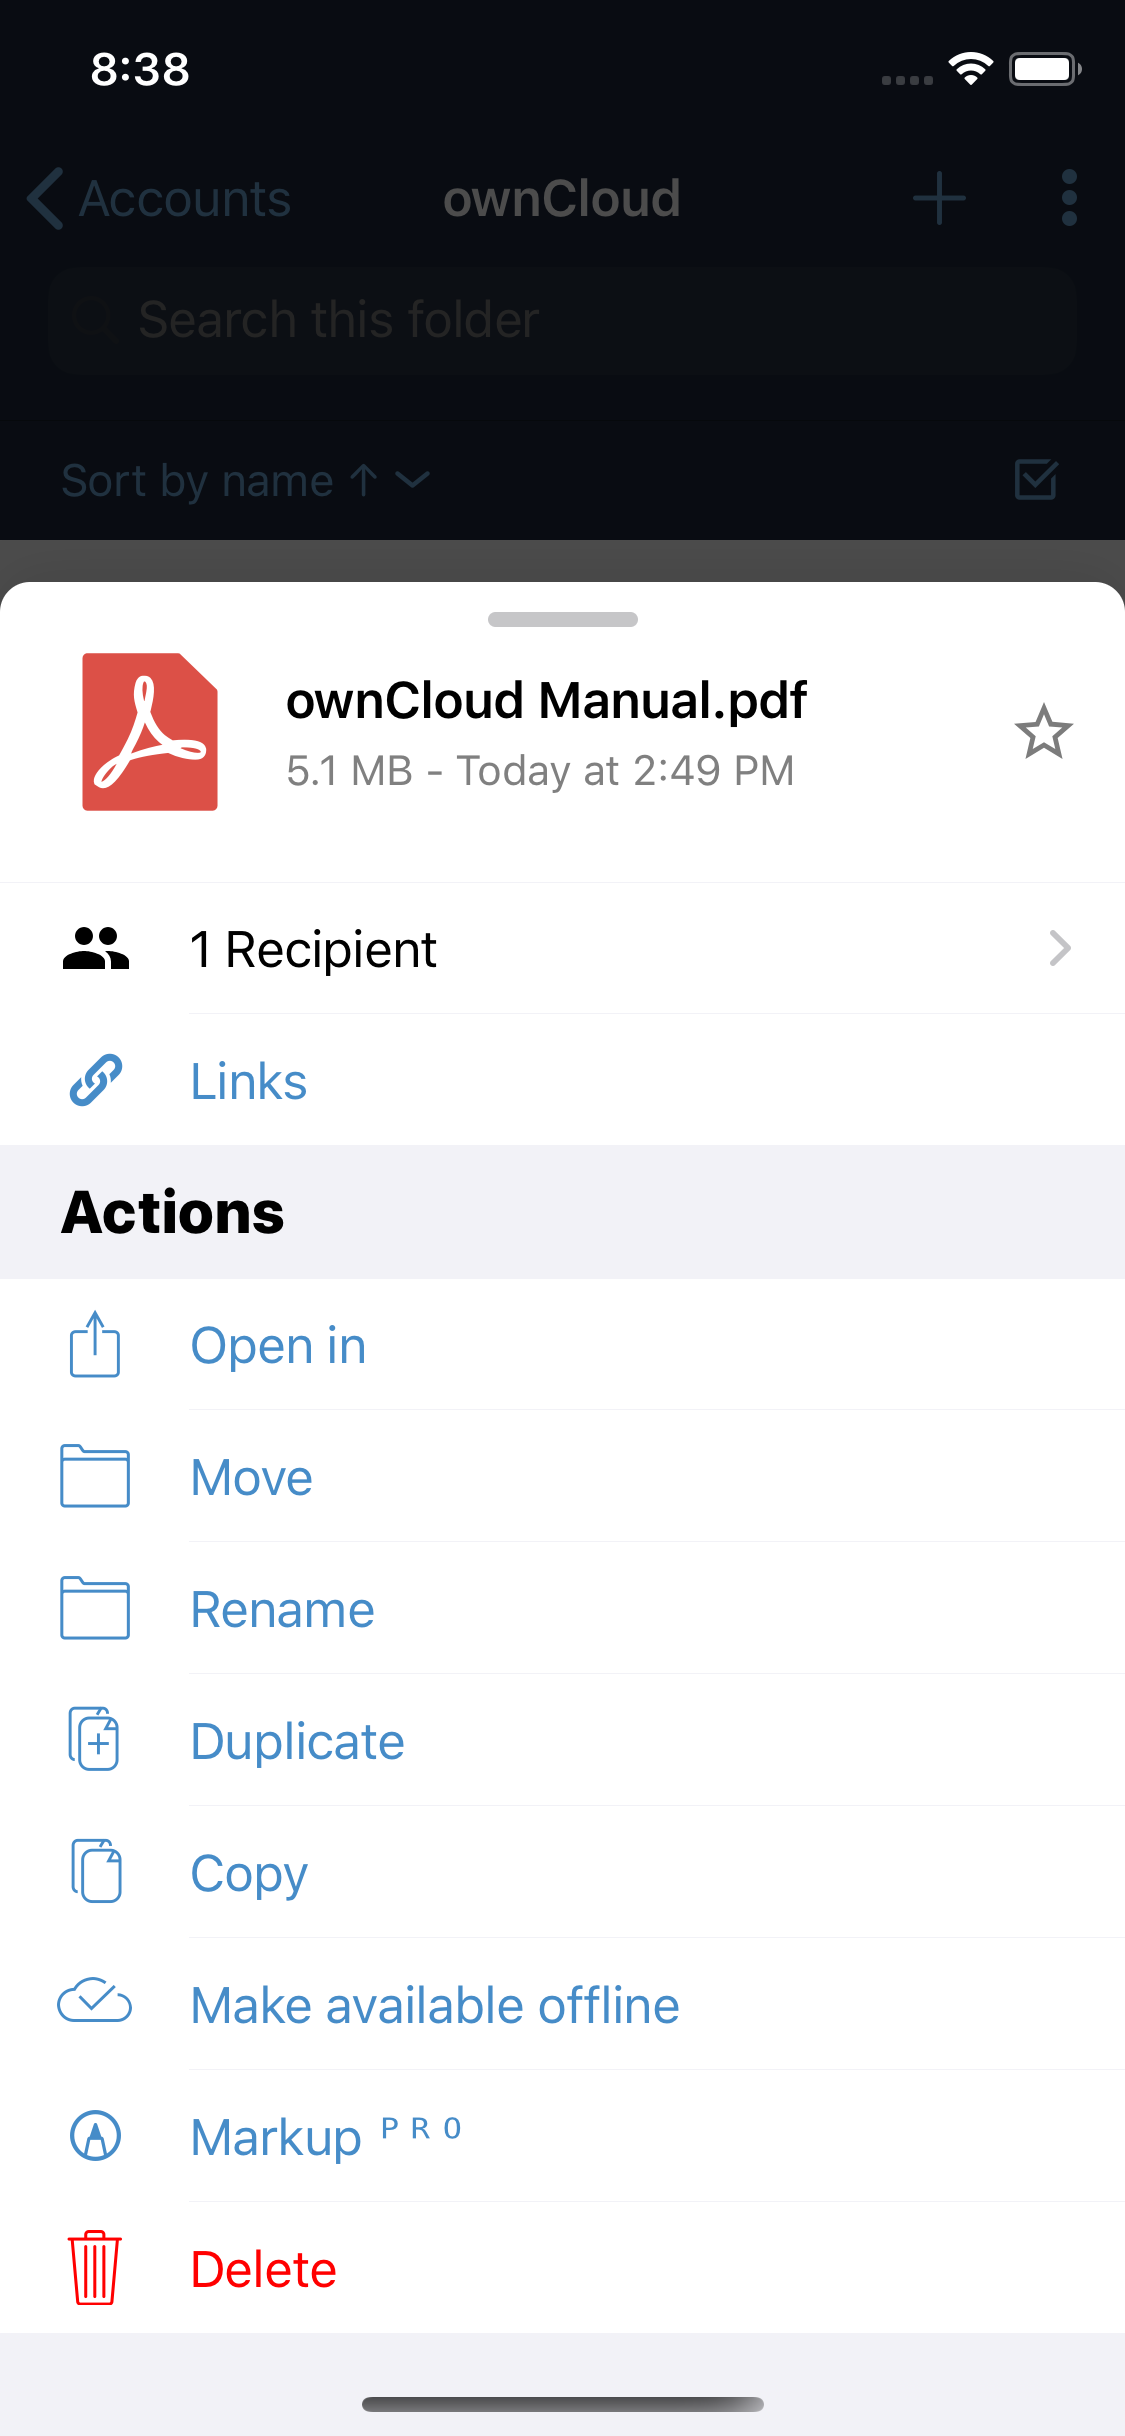 8:38
Accounts
ownCloud
Search this folder
Sort by name ↑
ownCloud Manual.pdf
5.1 MB - Today at 2:49 PM
1 Recipient
Links
Actions
Open in
Move
Rename
Duplicate
Copy
Make available offline
Markup PRO
Delete